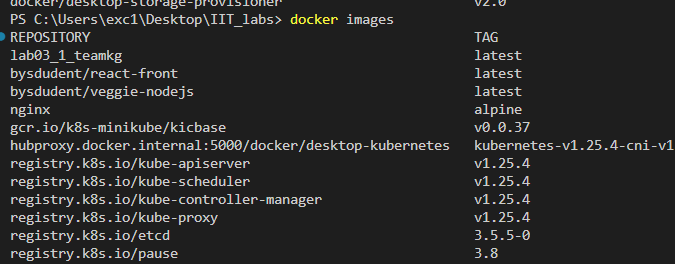 docker/desktop-storage-provisioner v2.0
PS C:\Users\exc1\Desktop\IIT_labs> docker images
REPOSITORY TAG
lab03_1_teamkg latest
bysdudent/react-front latest
bysdudent/veggie-nodejs latest
nginx alpine
gcr.io/k8s-minikube/kicbase v0.0.37
hubproxy.docker.internal:5000/docker/desktop-kubernetes kubernetes-v1.25.4-cni-v1
registry.k8s.io/kube-apiserver v1.25.4
registry.k8s.io/kube-scheduler v1.25.4
registry.k8s.io/kube-controller-manager v1.25.4
registry.k8s.io/kube-proxy v1.25.4
registry.k8s.io/etcd 3.5.5-0
registry.k8s.io/pause 3.8